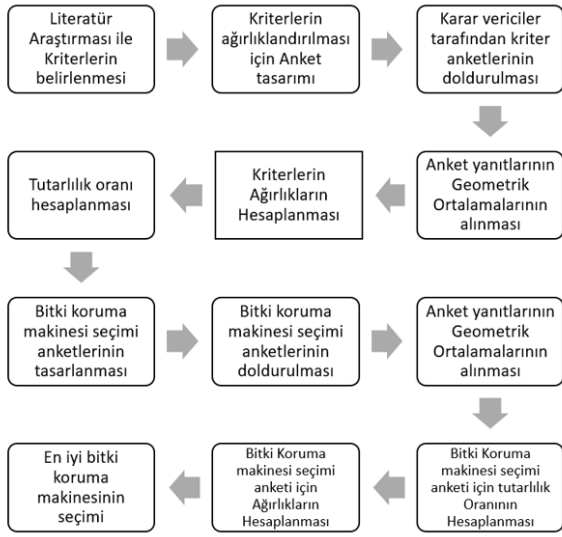 Literatür
Araştırması ile
Kriterlerin
belirlenmesi
Kriterlerin
ağırlıklandırılması
için Anket
tasarımı
Karar vericiler
tarafından kriter
anketlerinin
doldurulması
Anket yanıtlarının
Geometrik
Ortalamalarının
alınması
Kriterlerin
Ağırlıkların
Hesaplanması
Tutarlılık oranı
hesaplanması
Bitki koruma
makinesi seçimi
anketlerinin
tasarlanması
Bitki koruma
makinesi seçimi
anketlerinin
doldurulması
Anket yanıtlarının
Geometrik
Ortalamalarının
alınması
Bitki Koruma
makinesi seçimi
anketi için tutarlılık
Oranının
Hesaplanması
Bitki Koruma
makinesi seçimi
anketi için
Ağırlıkların
Hesaplanması
En iyi bitki
koruma
makinesinin
seçimi